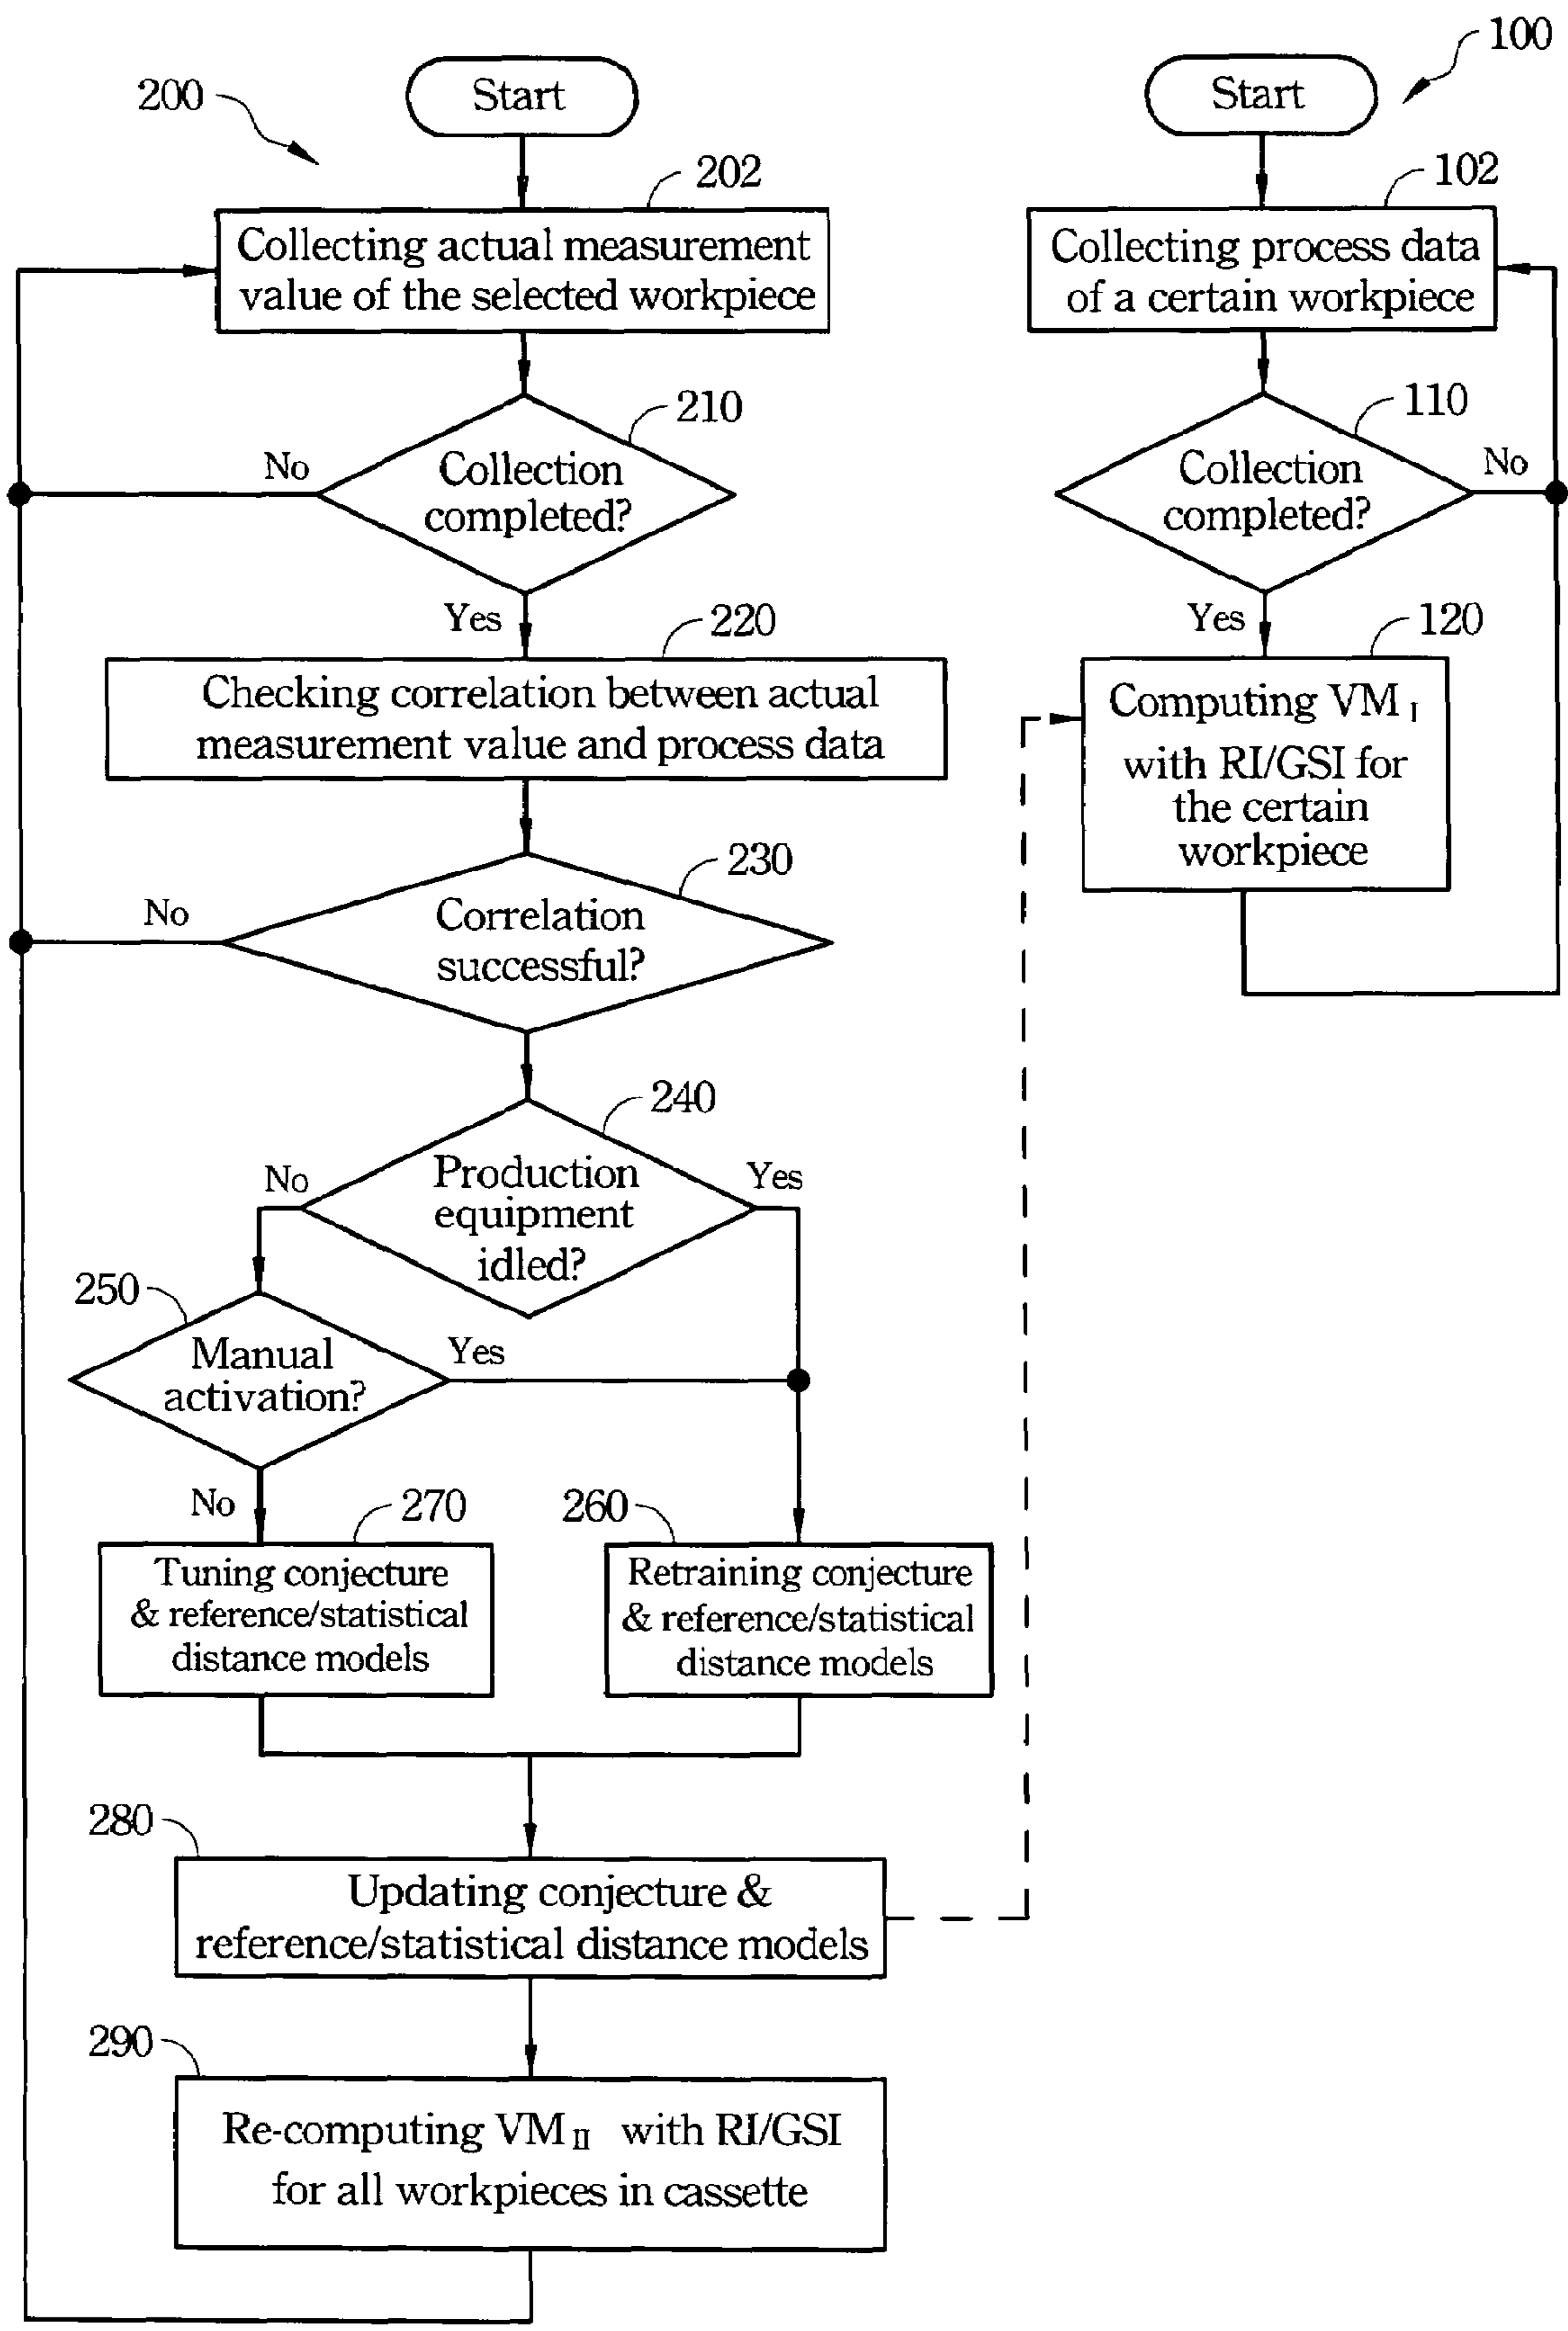 100
Start
Start
200
202
102
Collecting actual measurement
value of the selected workpiece
Collecting process data
of a certain workpiece
210
110
No
Collection
completed?
Collection
completed?
No
Yes
220
Yes
120
Checking correlation between actual
measurement value and process data
Computing VM I
with RI/GSI for
the certain
workpiece
230
No
Correlation
successful?
240
No
Production
equipment
idled?
Yes
250
Manual
activation?
Yes
No
270
260
Tuning conjecture
& reference/statistical
distance models
Retraining conjecture
& reference/statistical
distance models
280
Updating conjecture &
reference/statistical distance models
290
Re-computing VM II with RI/GSI
for all workpieces in cassette